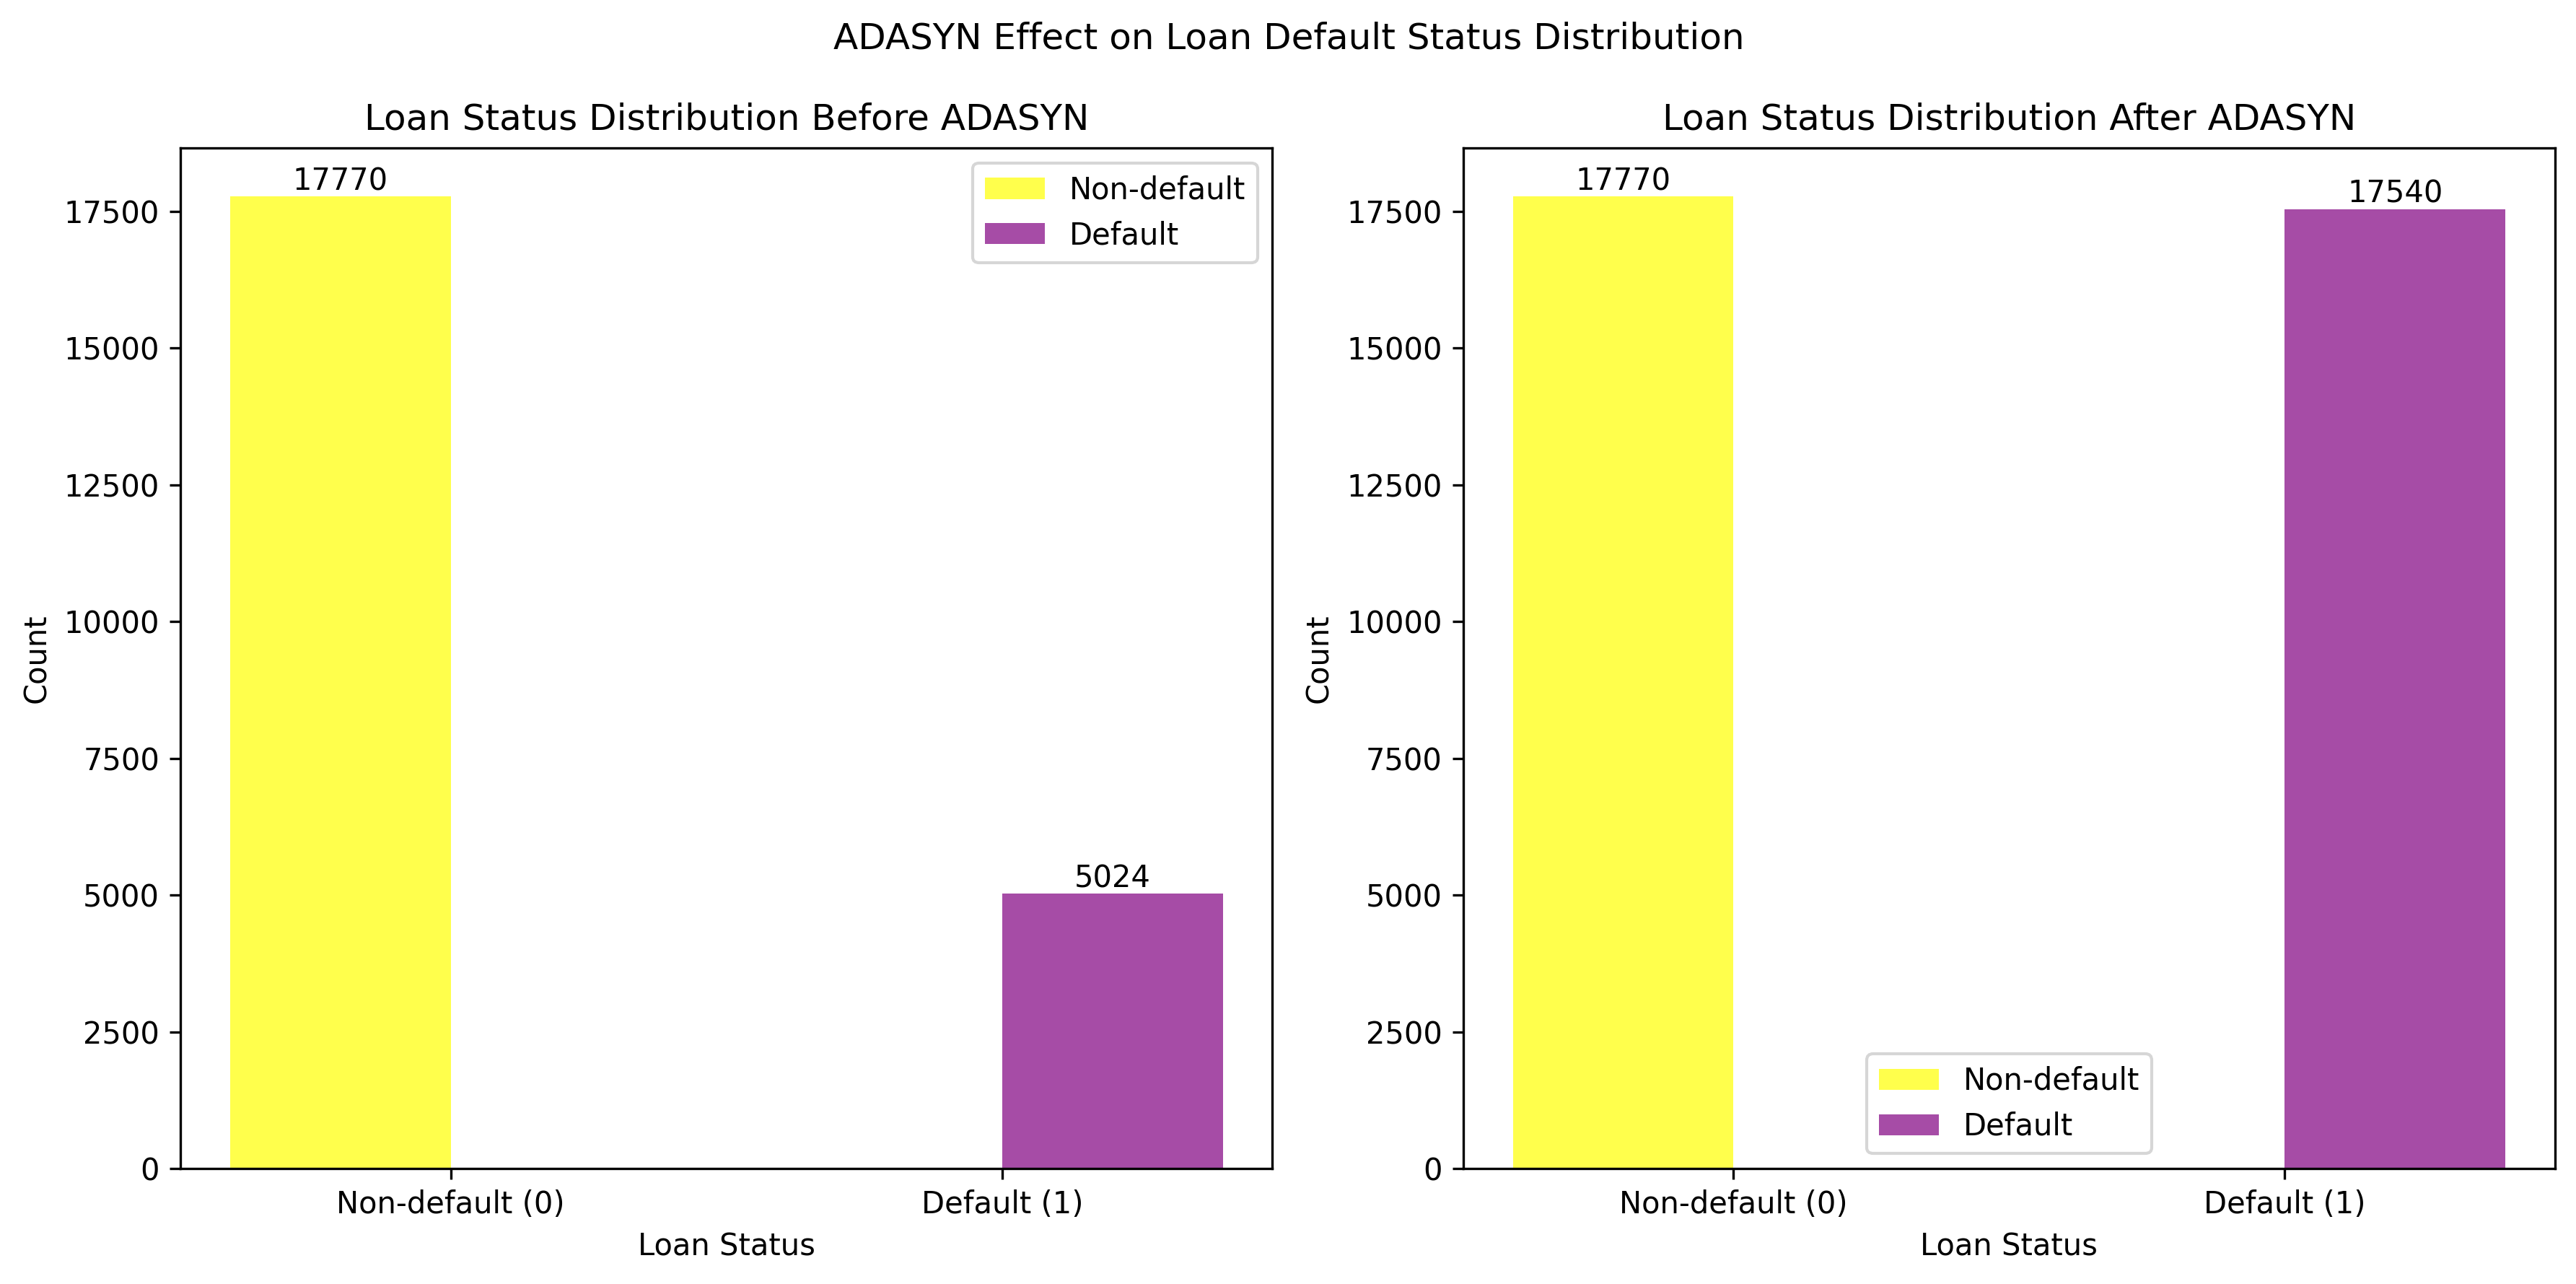 ADASYN Effect on Loan Default Status Distribution
Loan Status Distribution Before ADASYN
17770
Non-default
Default
17500
15000
12500
10000
7500
5000
2500
0
Count
5024
Non-default (0)
Default (1)
Loan Status
Loan Status Distribution After ADASYN
17770
17540
17500
15000
12500
10000
7500
5000
2500
0
Count
Non-default
Default
Non-default (0)
Default (1)
Loan Status